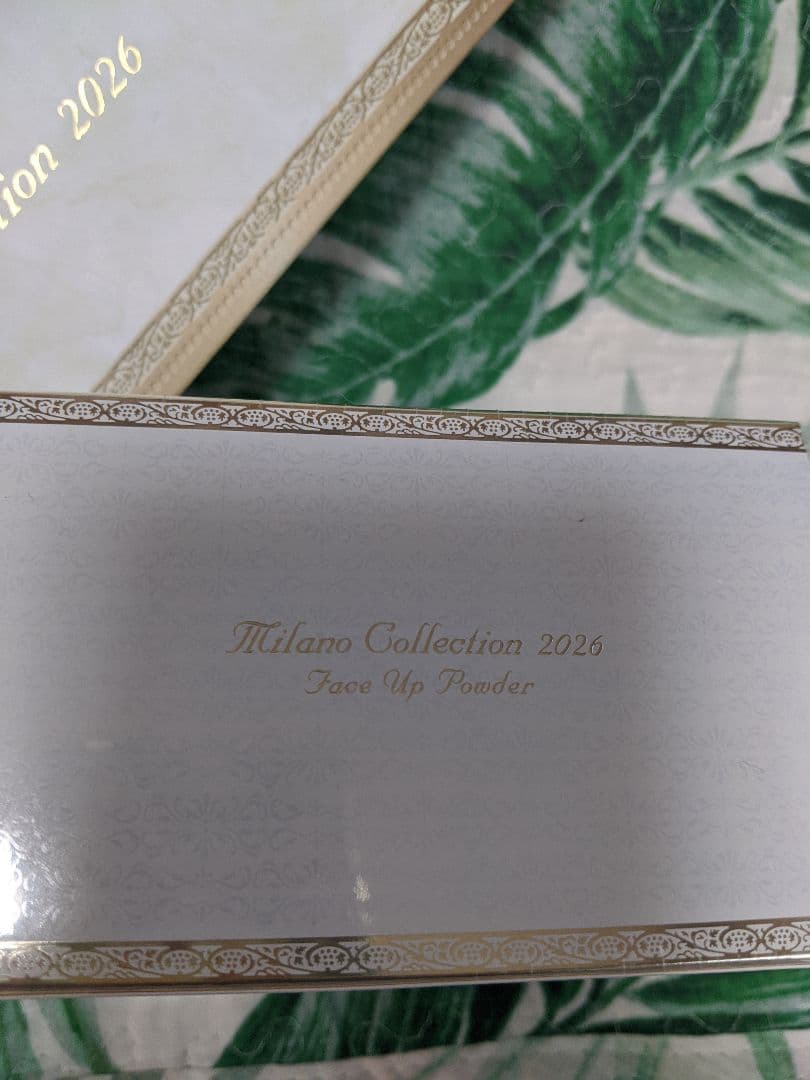 tion 2026
Milano Collection 2026
Face Up Powder